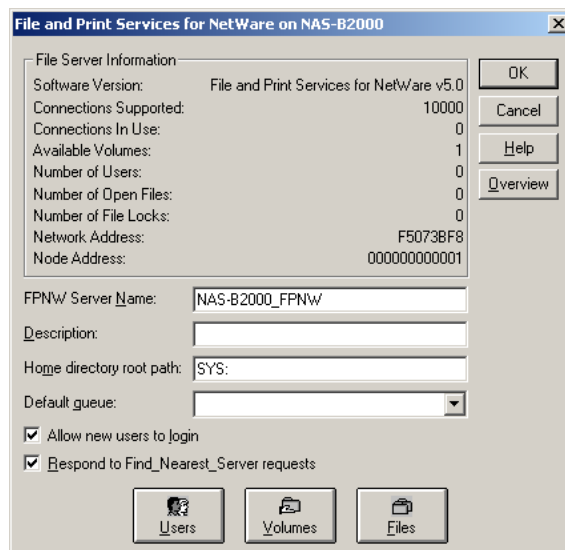 File and Print Services for NetWare on NAS-B2000
File Server Information
Software Version: File and Print Services for NetWare v5.0
Connections Supported: 10000
Connections In Use: 0
Available Volumes: 1
Number of Users: 0
Number of Open Files: 0
Number of File Locks: 0
Network Address: F5073BF8
Node Address: 000000000001
OK
Cancel
Help
Overview
FPNW Server Name: NAS-B2000_FPNW
Description:
Home directory root path: SYS:
Default queue:
Allow new users to login
Respond to Find_Nearest_Server requests
Users Volumes Files